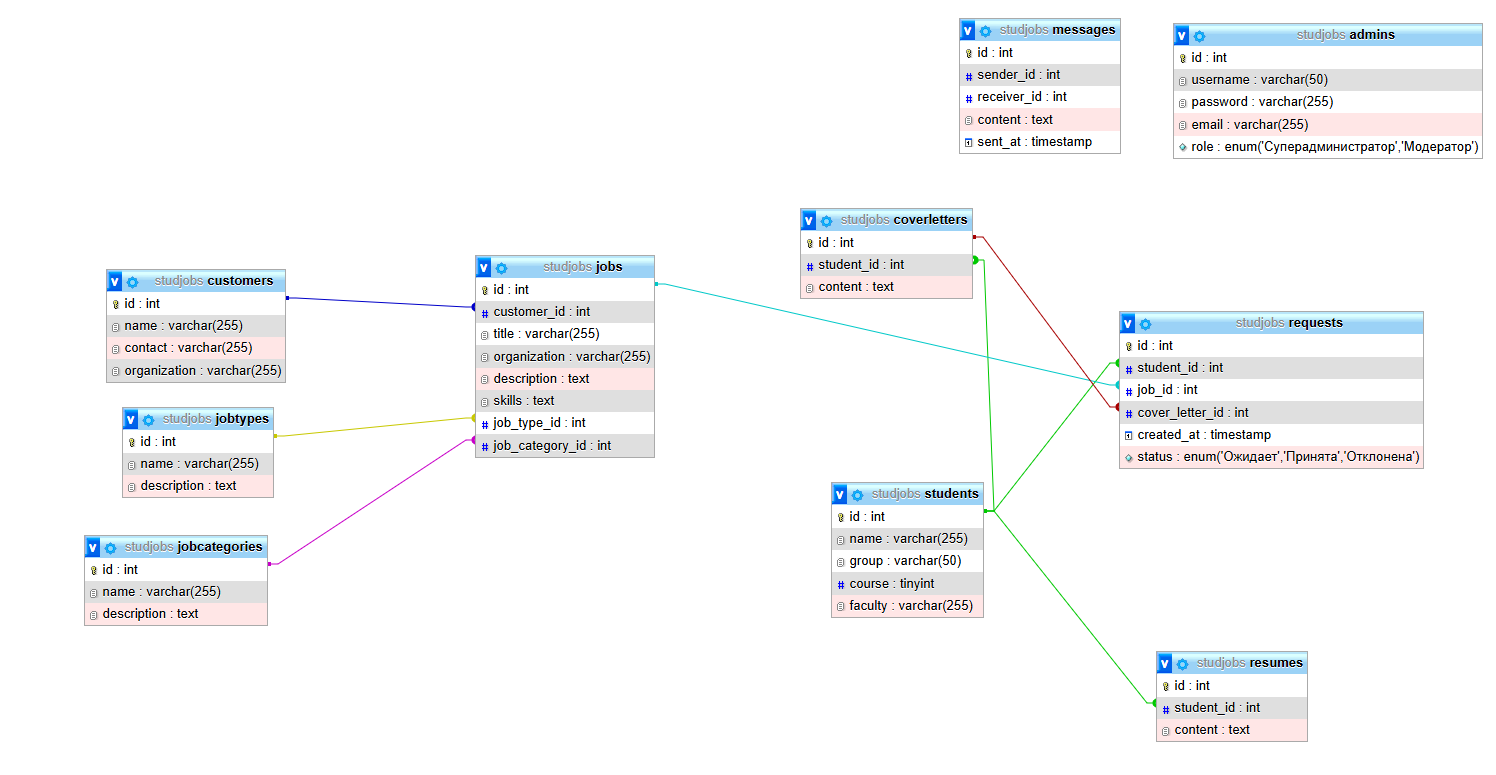 studjobs messages
id : int
sender_id : int
receiver_id : int
content : text
sent_at : timestamp
studjobs admins
id : int
username : varchar(50)
password : varchar(255)
email : varchar(255)
role : enum('Суперадминистратор','Модератор')
studjobs coverletters
id : int
student_id : int
content : text
studjobs customers
id : int
name : varchar(255)
contact : varchar(255)
organization : varchar(255)
studjobs jobs
id : int
customer_id : int
title : varchar(255)
organization : varchar(255)
description : text
skills : text
job_type_id : int
job_category_id : int
studjobs requests
id : int
student_id : int
job_id : int
cover_letter_id : int
created_at : timestamp
status : enum('Ожидает','Принята','Отклонена')
studjobs jobtypes
id : int
name : varchar(255)
description : text
studjobs students
id : int
name : varchar(255)
group : varchar(50)
course : tinyint
faculty : varchar(255)
studjobs jobcategories
id : int
name : varchar(255)
description : text
studjobs resumes
id : int
student_id : int
content : text